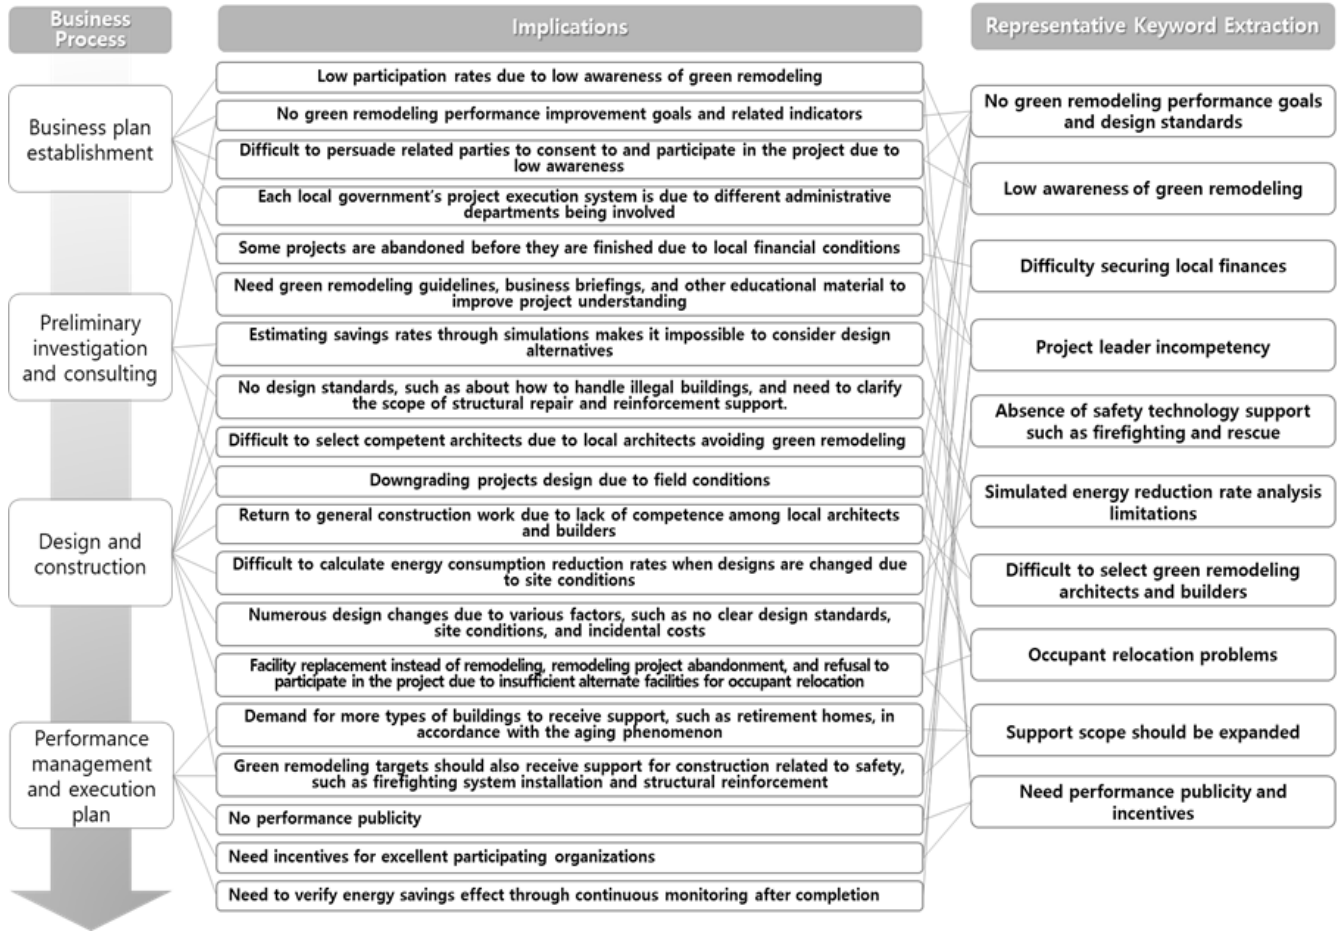 Business
Process
Implications
Representative Keyword Extraction
Business plan
establishment
Preliminary
investigation
and consulting
Design and
construction
Performance
management
and execution
plan
Low participation rates due to low awareness of green remodeling
No green remodeling performance improvement goals and related indicators
Difficult to persuade related parties to consent to and participate in the project due to
low awareness
Each local government's project execution system is due to different administrative
departments being involved
Some projects are abandoned before they are finished due to local financial conditions
Need green remodeling guidelines, business briefings, and other educational material to
improve project understanding
Estimating savings rates through simulations makes it impossible to consider design
alternatives
No design standards, such as about how to handle illegal buildings, and need to clarify
the scope of structural repair and reinforcement support.
Difficult to select competent architects due to local architects avoiding green remodeling
Downgrading projects design due to field conditions
Return to general construction work due to lack of competence among local architects
and builders
Difficult to calculate energy consumption reduction rates when designs are changed due
to site conditions
Numerous design changes due to various factors, such as no clear design standards,
site conditions, and incidental costs
Facility replacement instead of remodeling, remodeling project abandonment, and refusal to
participate in the project due to insufficient alternate facilities for occupant relocation
Demand for more types of buildings to receive support, such as retirement homes, in
accordance with the aging phenomenon
Green remodeling targets should also receive support for construction related to safety,
such as firefighting system installation and structural reinforcement
No performance publicity
Need incentives for excellent participating organizations
Need to verify energy savings effect through continuous monitoring after completion
No green remodeling performance goals
and design standards
Low awareness of green remodeling
Difficulty securing local finances
Project leader incompetency
Absence of safety technology support
such as firefighting and rescue
Simulated energy reduction rate analysis
limitations
Difficult to select green remodeling
architects and builders
Occupant relocation problems
Support scope should be expanded
Need performance publicity and
incentives